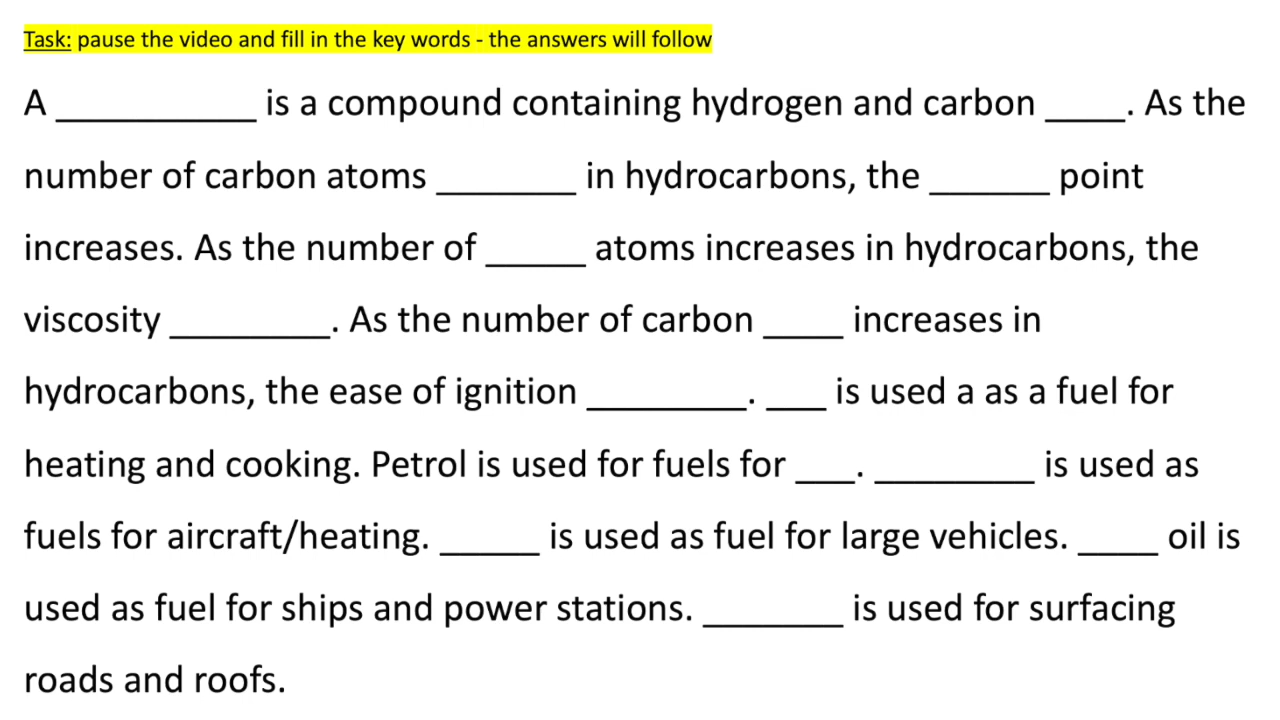 Task: pause the video and fill in the key words - the answers will follow
A __________ is a compound containing hydrogen and carbon ____. As the
number of carbon atoms _______ in hydrocarbons, the ______ point
increases. As the number of _____ atoms increases in hydrocarbons, the
viscosity ________. As the number of carbon ____ increases in
hydrocarbons, the ease of ignition ________. ___ is used a as a fuel for
heating and cooking. Petrol is used for fuels for ___. ________ is used as
fuels for aircraft/heating. _____ is used as fuel for large vehicles. ____ oil is
used as fuel for ships and power stations. _______ is used for surfacing
roads and roofs.